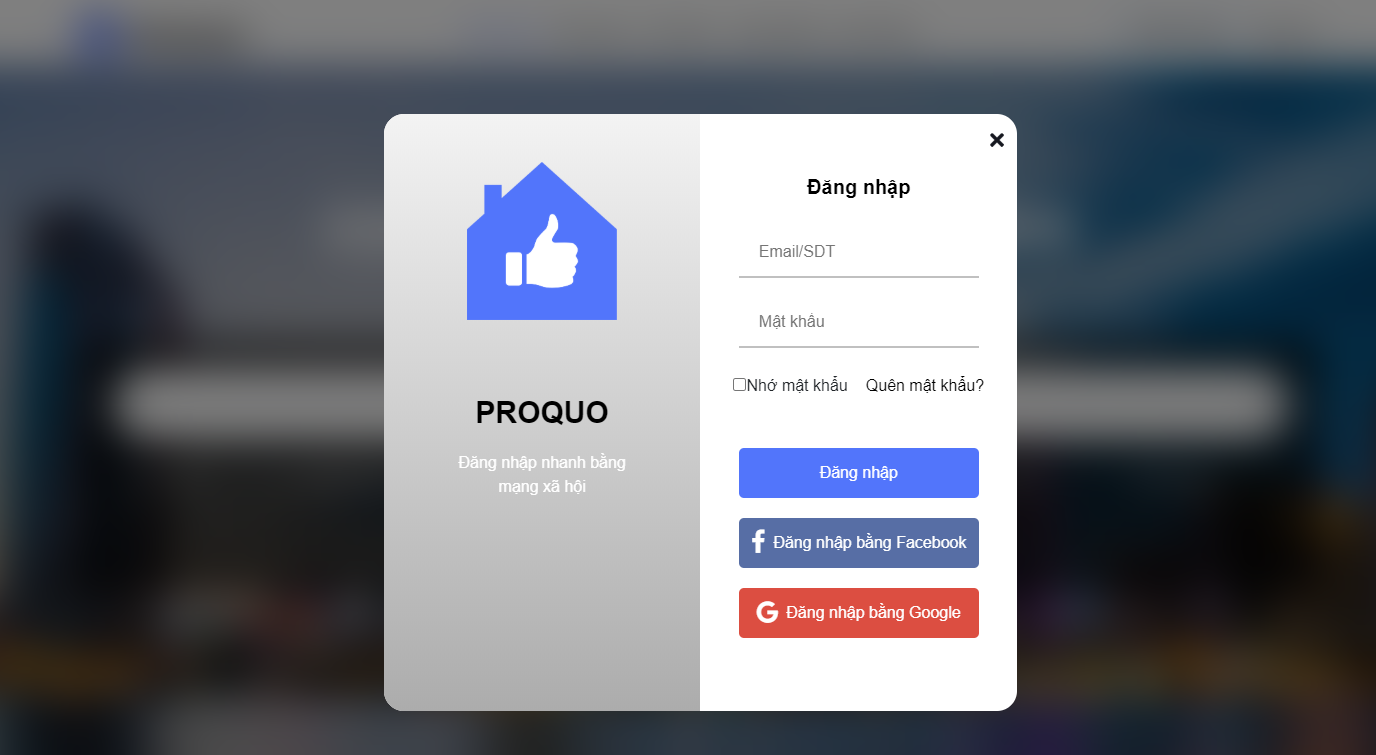 PROQUO
Đăng nhập nhanh bằng
mạng xã hội
Đăng nhập
Email/SDT
Mật khẩu
Nhớ mật khẩu Quên mật khẩu?
Đăng nhập
Đăng nhập bằng Facebook
Đăng nhập bằng Google